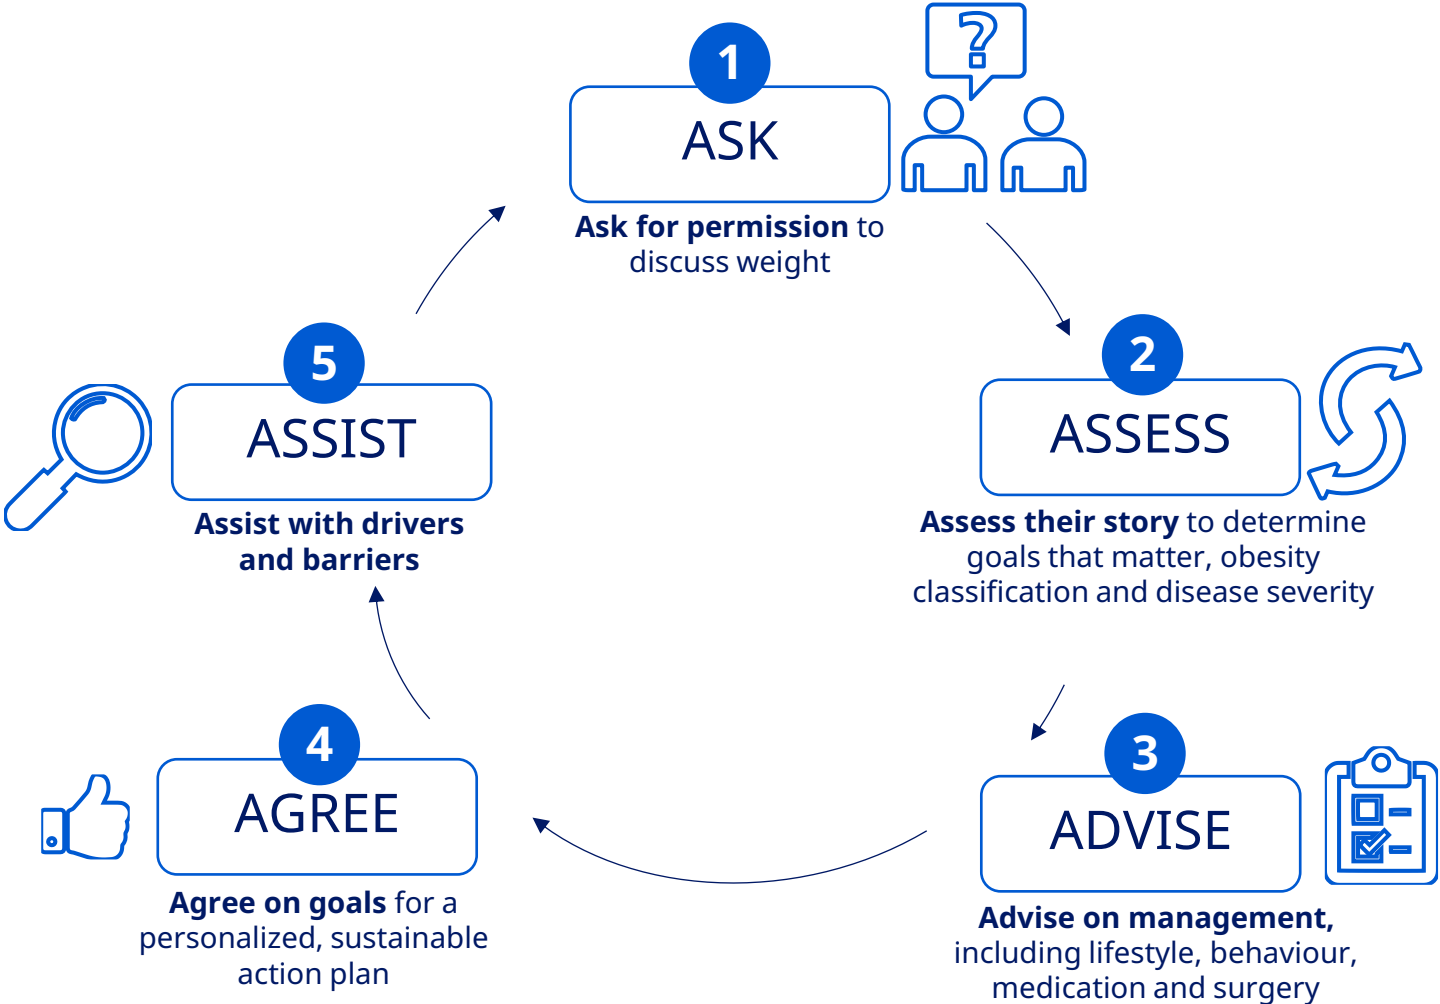 ?
1
ASK
Ask for permission to
discuss weight
2
ASSESS
Assess their story to determine
goals that matter, obesity
classification and disease severity
3
ADVISE
Advise on management,
including lifestyle, behaviour,
medication and surgery
4
AGREE
Agree on goals for a
personalized, sustainable
action plan
5
ASSIST
Assist with drivers
and barriers